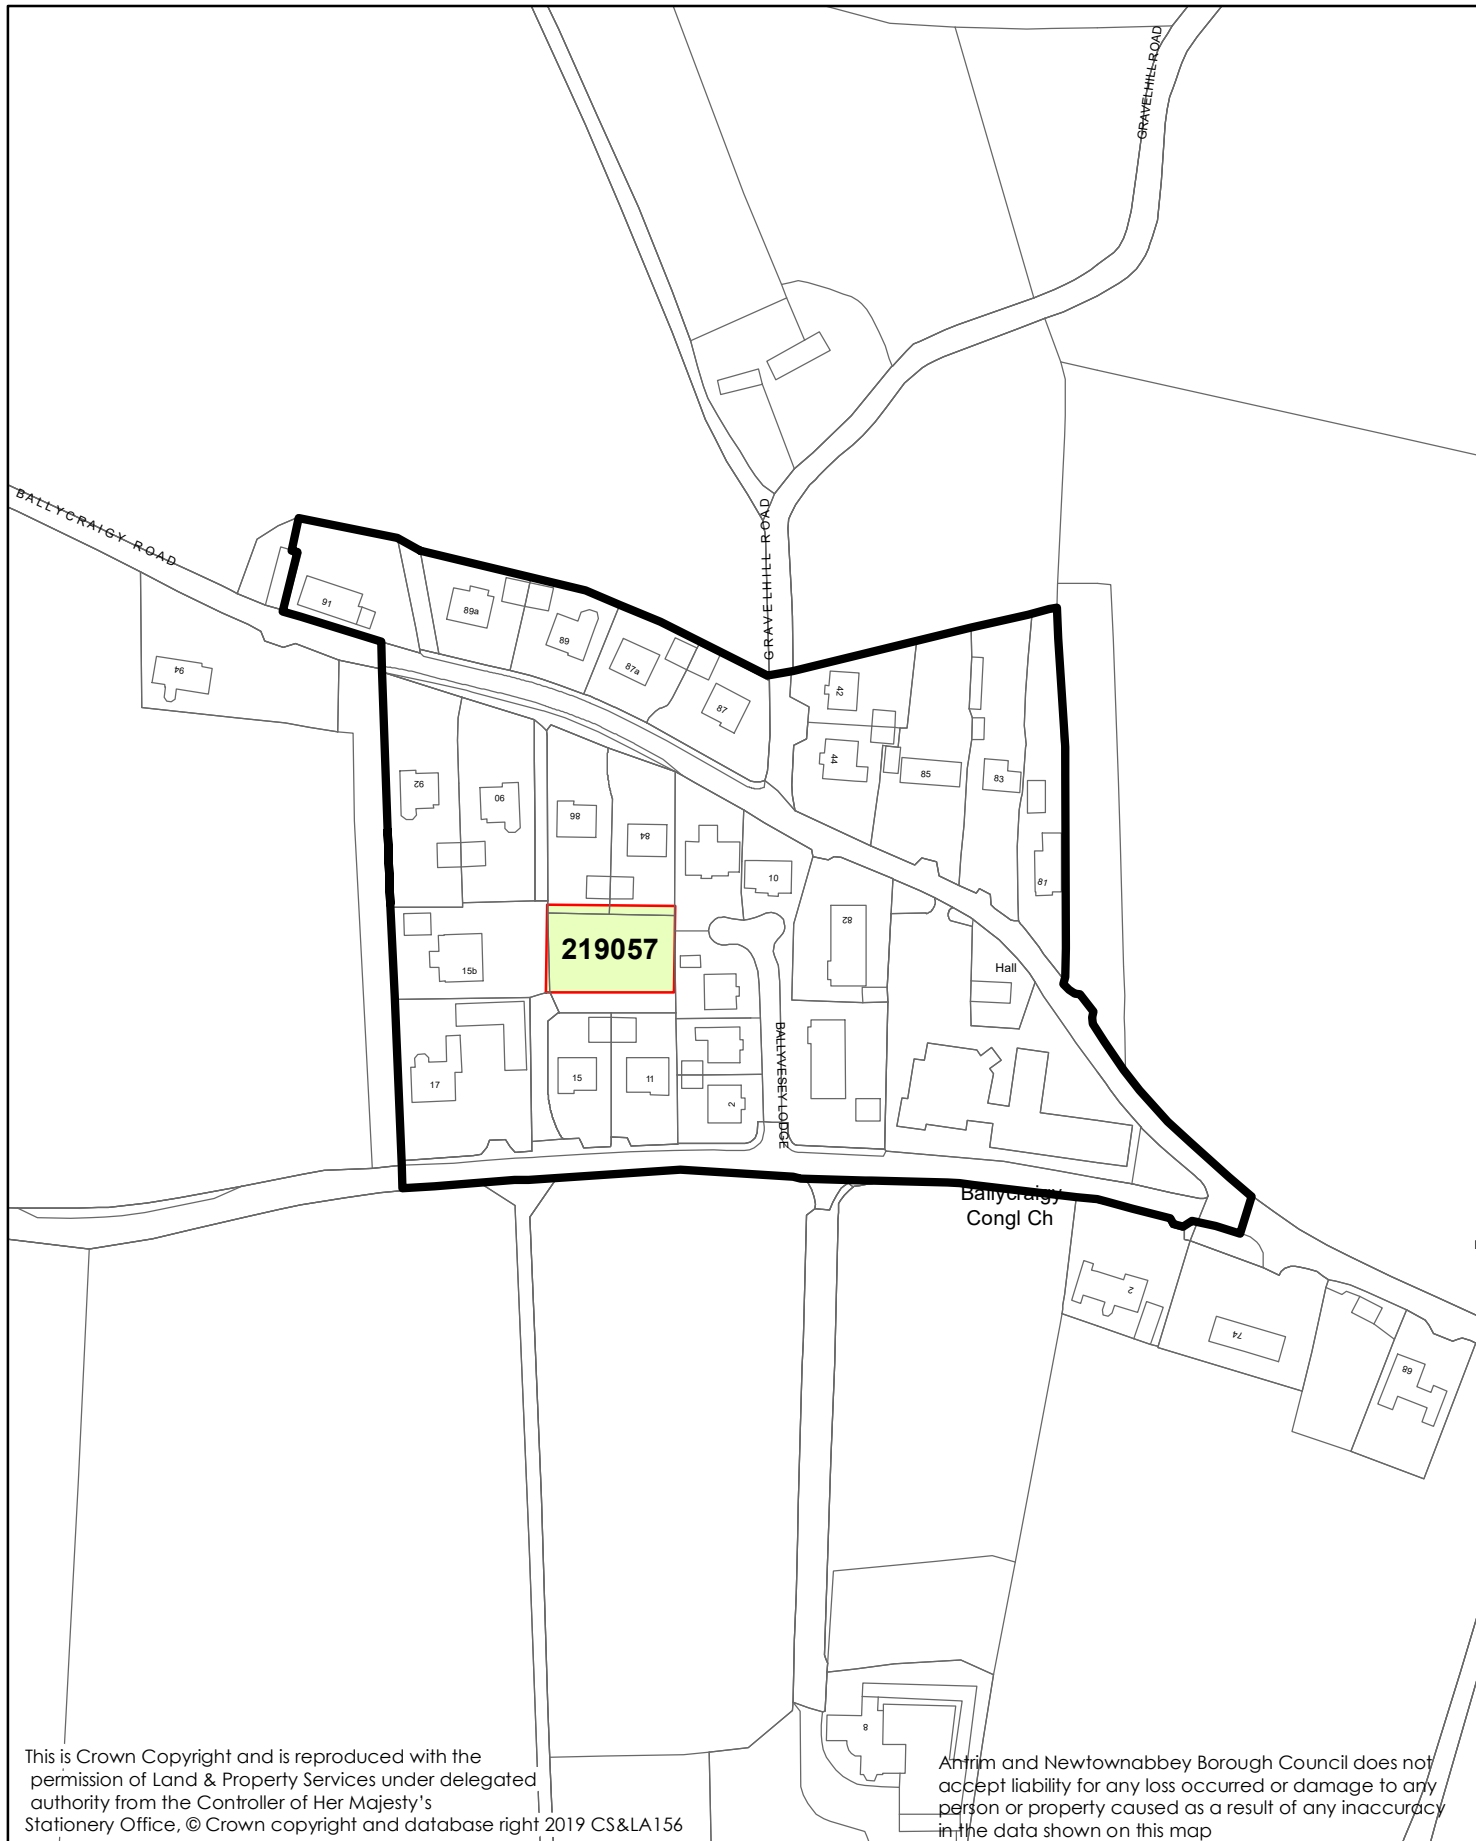 GRAVELHILL ROAD
BALLYCRAIGY ROAD
GRAVELHILL ROAD
91
89a
89
87a
87
94
42
44
85
83
81
92
90
86
84
10
82
219057
15b
Hall
17
15
11
2
BALLYVESEY LODGE
Ballycraigy
Congl Ch
2
74
68
8
This is Crown Copyright and is reproduced with the
permission of Land & Property Services under delegated
authority from the Controller of Her Majesty's
Stationery Office, © Crown copyright and database right 2019 CS&LA156
Antrim and Newtownabbey Borough Council does not
accept liability for any loss occurred or damage to any
person or property caused as a result of any inaccuracy
in the data shown on this map